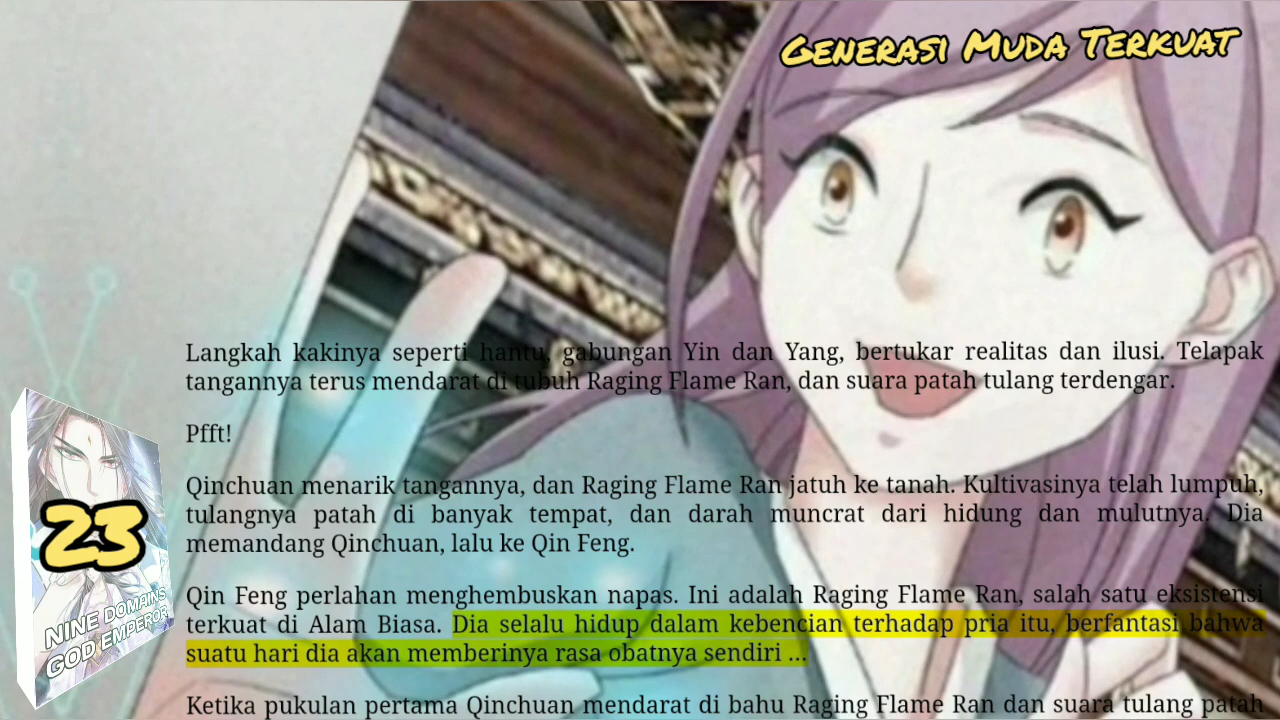 Generasi Muda Terkuat
Langkah kakinya seperti hantu, gabungan Yin dan Yang, bertukar realitas dan ilusi. Telapak
tangannya terus mendarat di tubuh Raging Flame Ran, dan suara patah tulang terdengar.
Pfft!
Qinchuan menarik tangannya, dan Raging Flame Ran jatuh ke tanah. Kultivasinya telah lumpuh,
tulangnya patah di banyak tempat, dan darah muncrat dari hidung dan mulutnya. Dia
memandang Qinchuan, lalu ke Qin Feng.
Qin Feng perlahan menghembuskan napas. Ini adalah Raging Flame Ran, salah satu eksistensi
terkuat di Alam Biasa. Dia selalu hidup dalam kebencian terhadap pria itu, berfantasi bahwa
suatu hari dia akan memberinya rasa obatnya sendiri ...
Ketika pukulan pertama Qinchuan mendarat di bahu Raging Flame Ran dan suara tulang patah
23
NINE DOMAINS
GOD EMPEROR